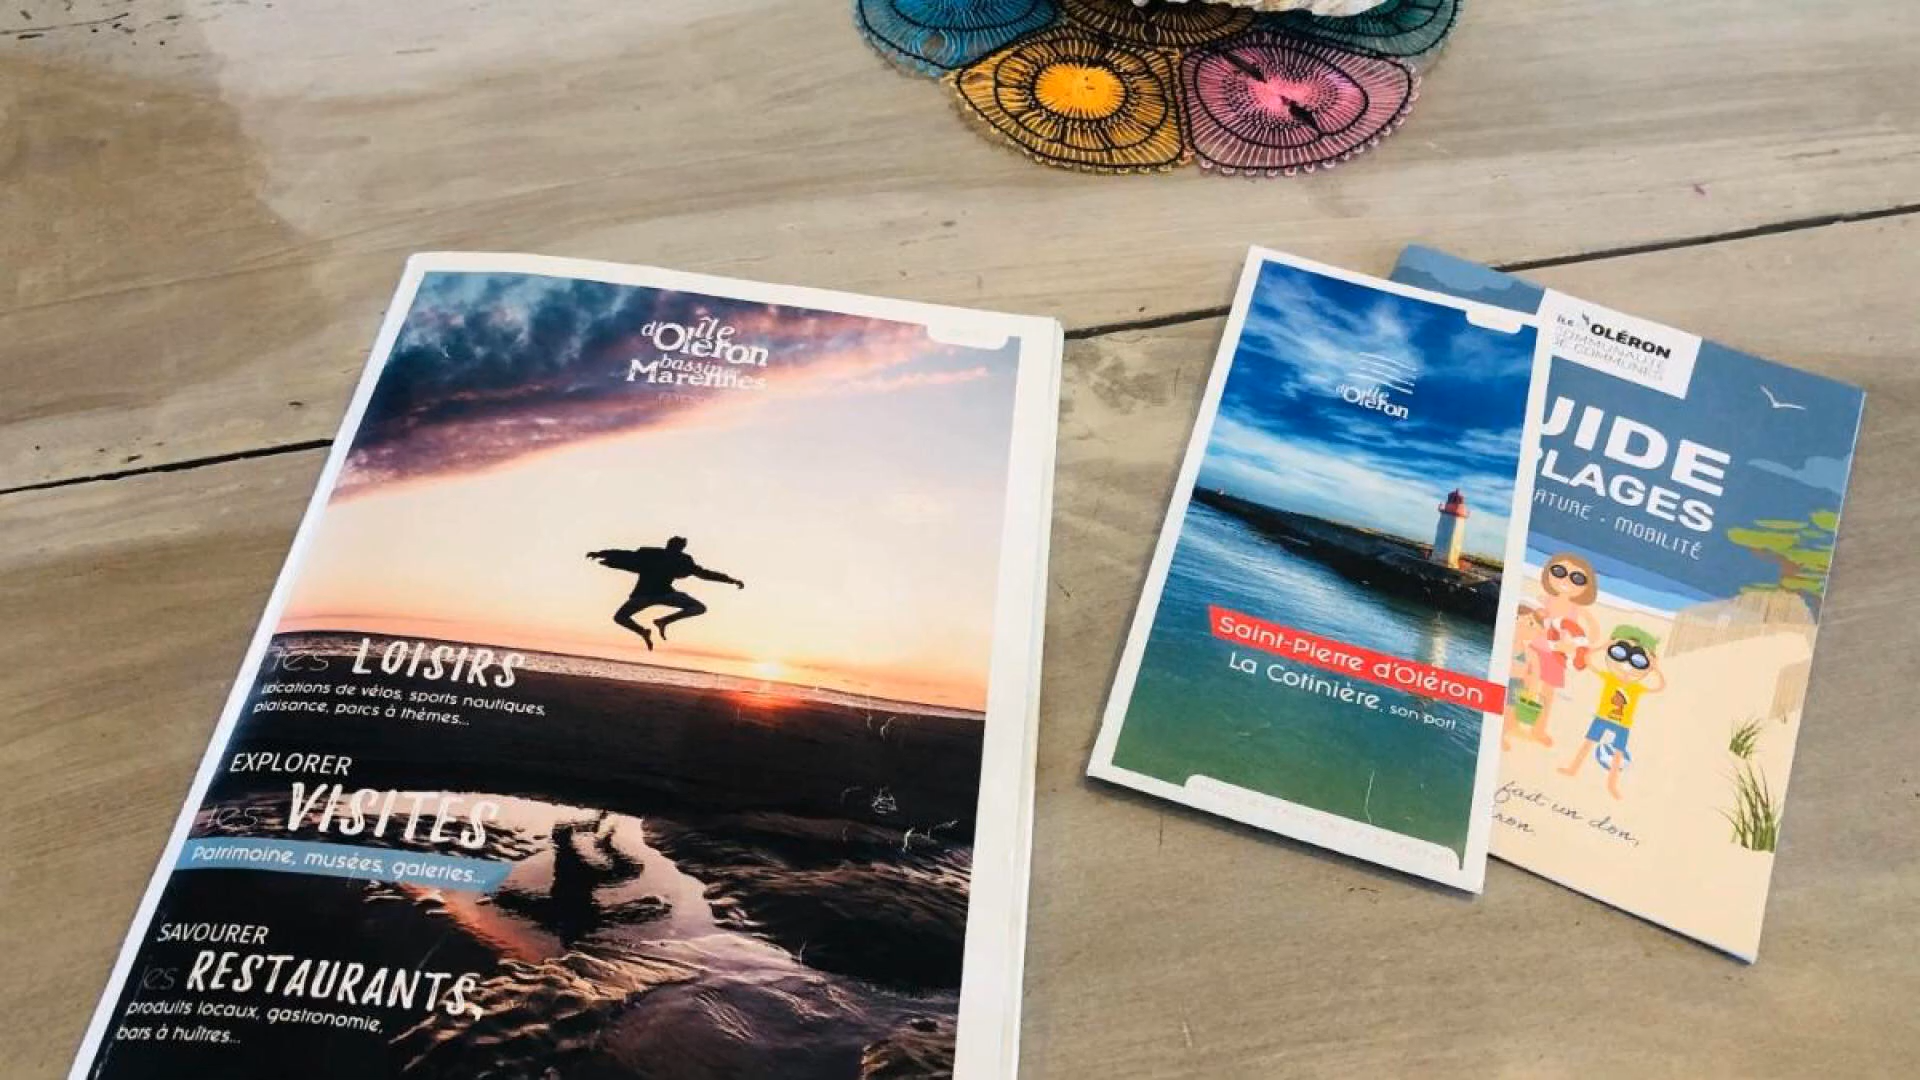 île
d'Oléron
bassin de
Marennes
les LOISIRS
Locations de vélos, sports nautiques,
plaisance, parcs à thèmes...
EXPLORER
les VISITES
Patrimoine, musées, galeries...
SAVOURER
les RESTAURANTS,
produits locaux, gastronomie,
bars à huîtres...
île
d'Oléron
Saint-Pierre d'Oléron
La Cotinière, son port
ÎLE D'OLÉRON
COMMUNAUTÉ
DE COMMUNES
UIDE
PLAGES
ATURE · MOBILITÉ
fait un don,
ron